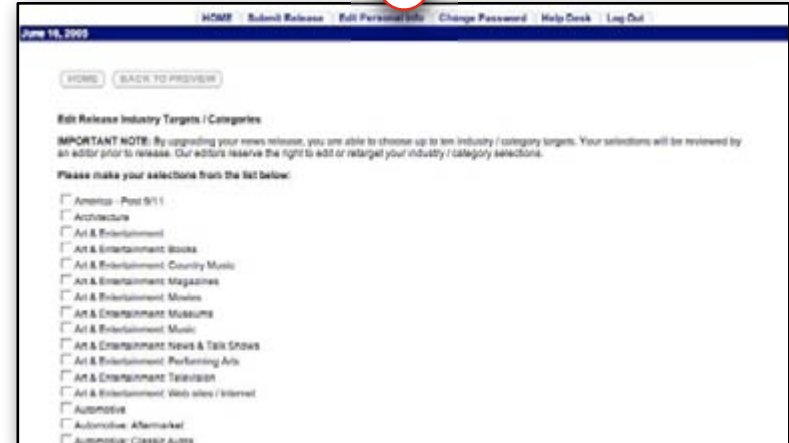 HOME Submit Release Edit Personal Info Change Password Help Desk Log Out
June 16, 2005
HOME BACK TO PREVIEW
Edit Release Industry Targets / Categories
IMPORTANT NOTE: By upgrading your news release, you are able to choose up to ten industry / category targets. Your selections will be reviewed by
an editor prior to release. Our editors reserve the right to edit or retarget your industry / category selections.
Please make your selections from the list below:
America - Post 9/11
Architecture
Art & Entertainment
Art & Entertainment: Books
Art & Entertainment: Country Music
Art & Entertainment: Magazines
Art & Entertainment: Movies
Art & Entertainment: Museums
Art & Entertainment: Music
Art & Entertainment: News & Talk Shows
Art & Entertainment: Performing Arts
Art & Entertainment: Television
Art & Entertainment: Web sites / Internet
Automotive
Automotive: Aftermarket
Automotive: Classic Autos